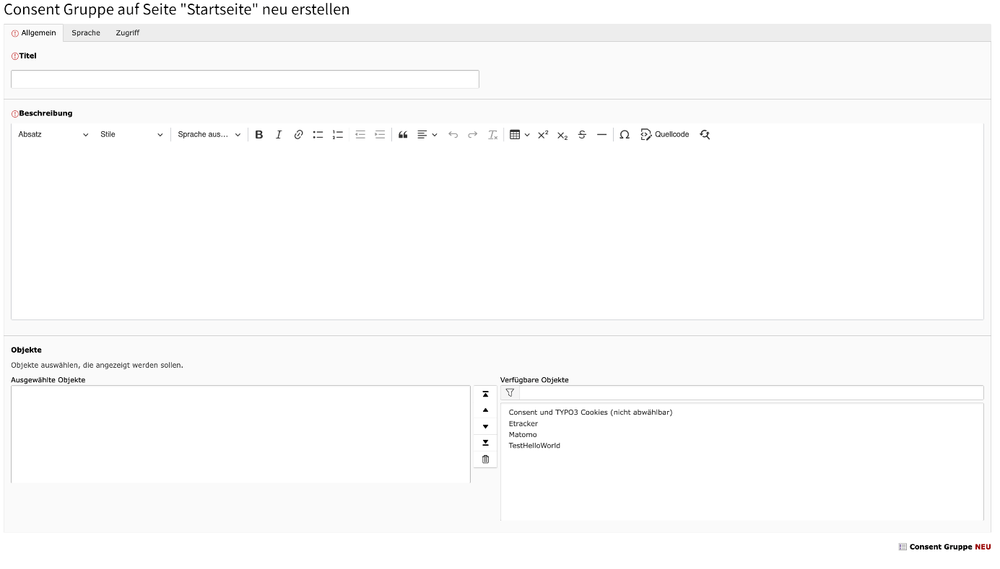 Consent Gruppe auf Seite "Startseite" neu erstellen
Allgemein Sprache Zugriff
Titel
Beschreibung
Absatz Stile Sprache aus... Quellcode
Objekte
Objekte auswählen, die angezeigt werden sollen.
Ausgewählte Objekte Verfügbare Objekte
Consent und TYPO3 Cookies (nicht abwählbar)
Etracker
Matomo
TestHelloWorld
Consent Gruppe NEU